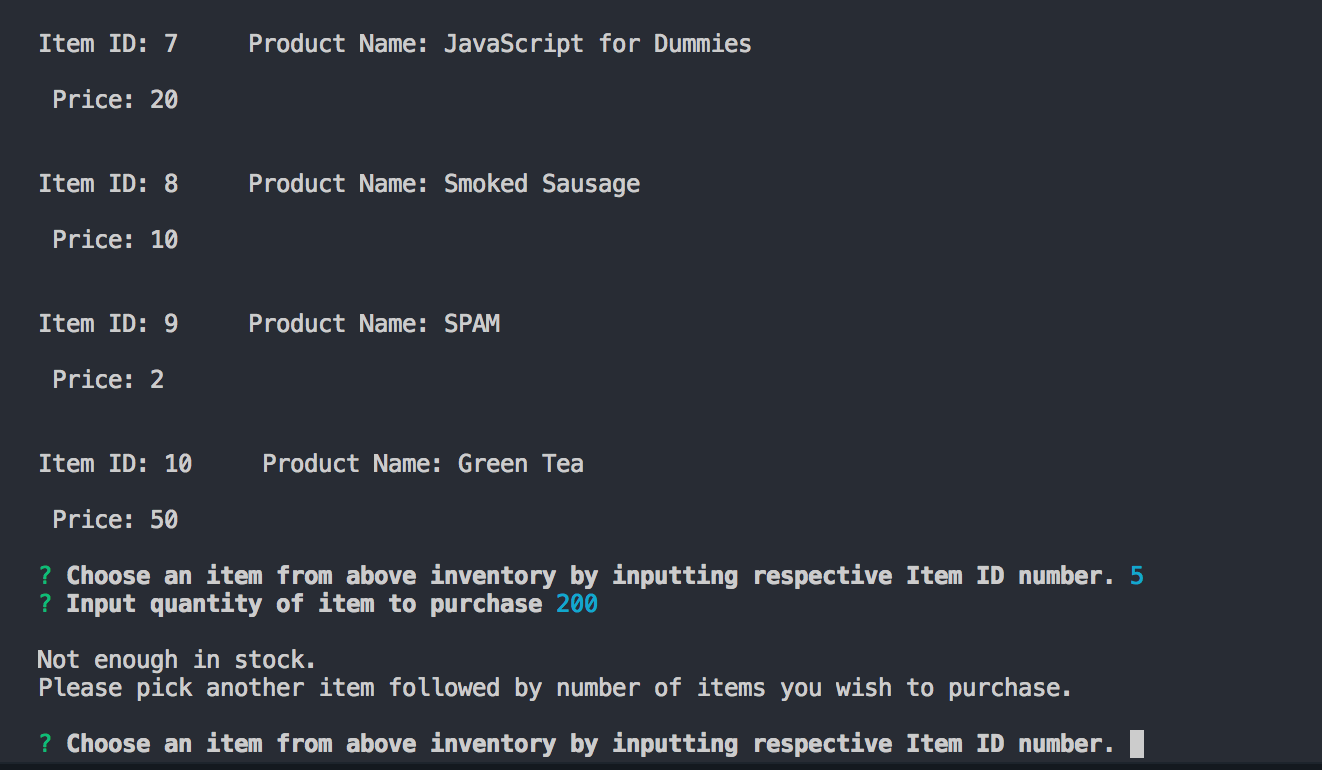 Item ID: 7     Product Name: JavaScript for Dummies
Price: 20
Item ID: 8     Product Name: Smoked Sausage
Price: 10
Item ID: 9     Product Name: SPAM
Price: 2
Item ID: 10     Product Name: Green Tea
Price: 50
? Choose an item from above inventory by inputting respective Item ID number. 5
? Input quantity of item to purchase 200
Not enough in stock.
Please pick another item followed by number of items you wish to purchase.
? Choose an item from above inventory by inputting respective Item ID number.